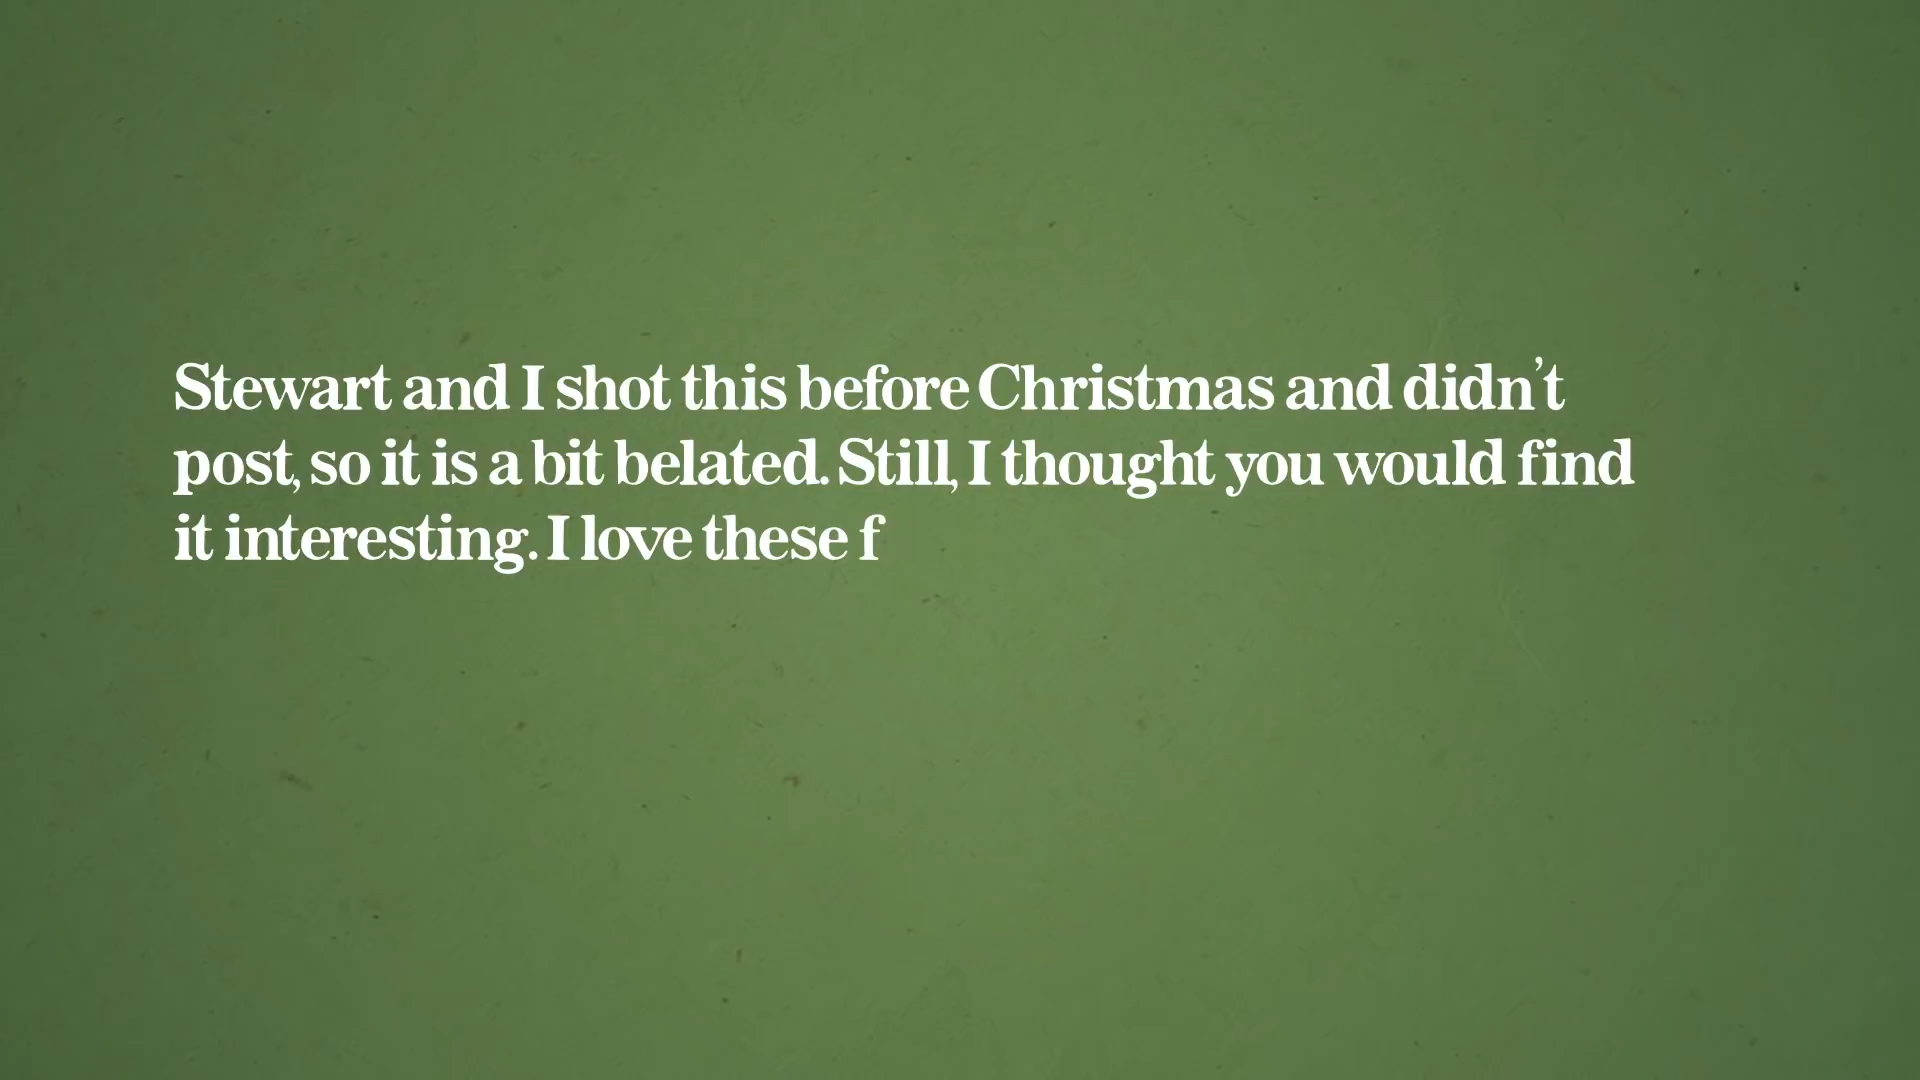 Stewart and I shot this before Christmas and didn’t
post, so it is a bit belated. Still, I thought you would find
it interesting. I love these f